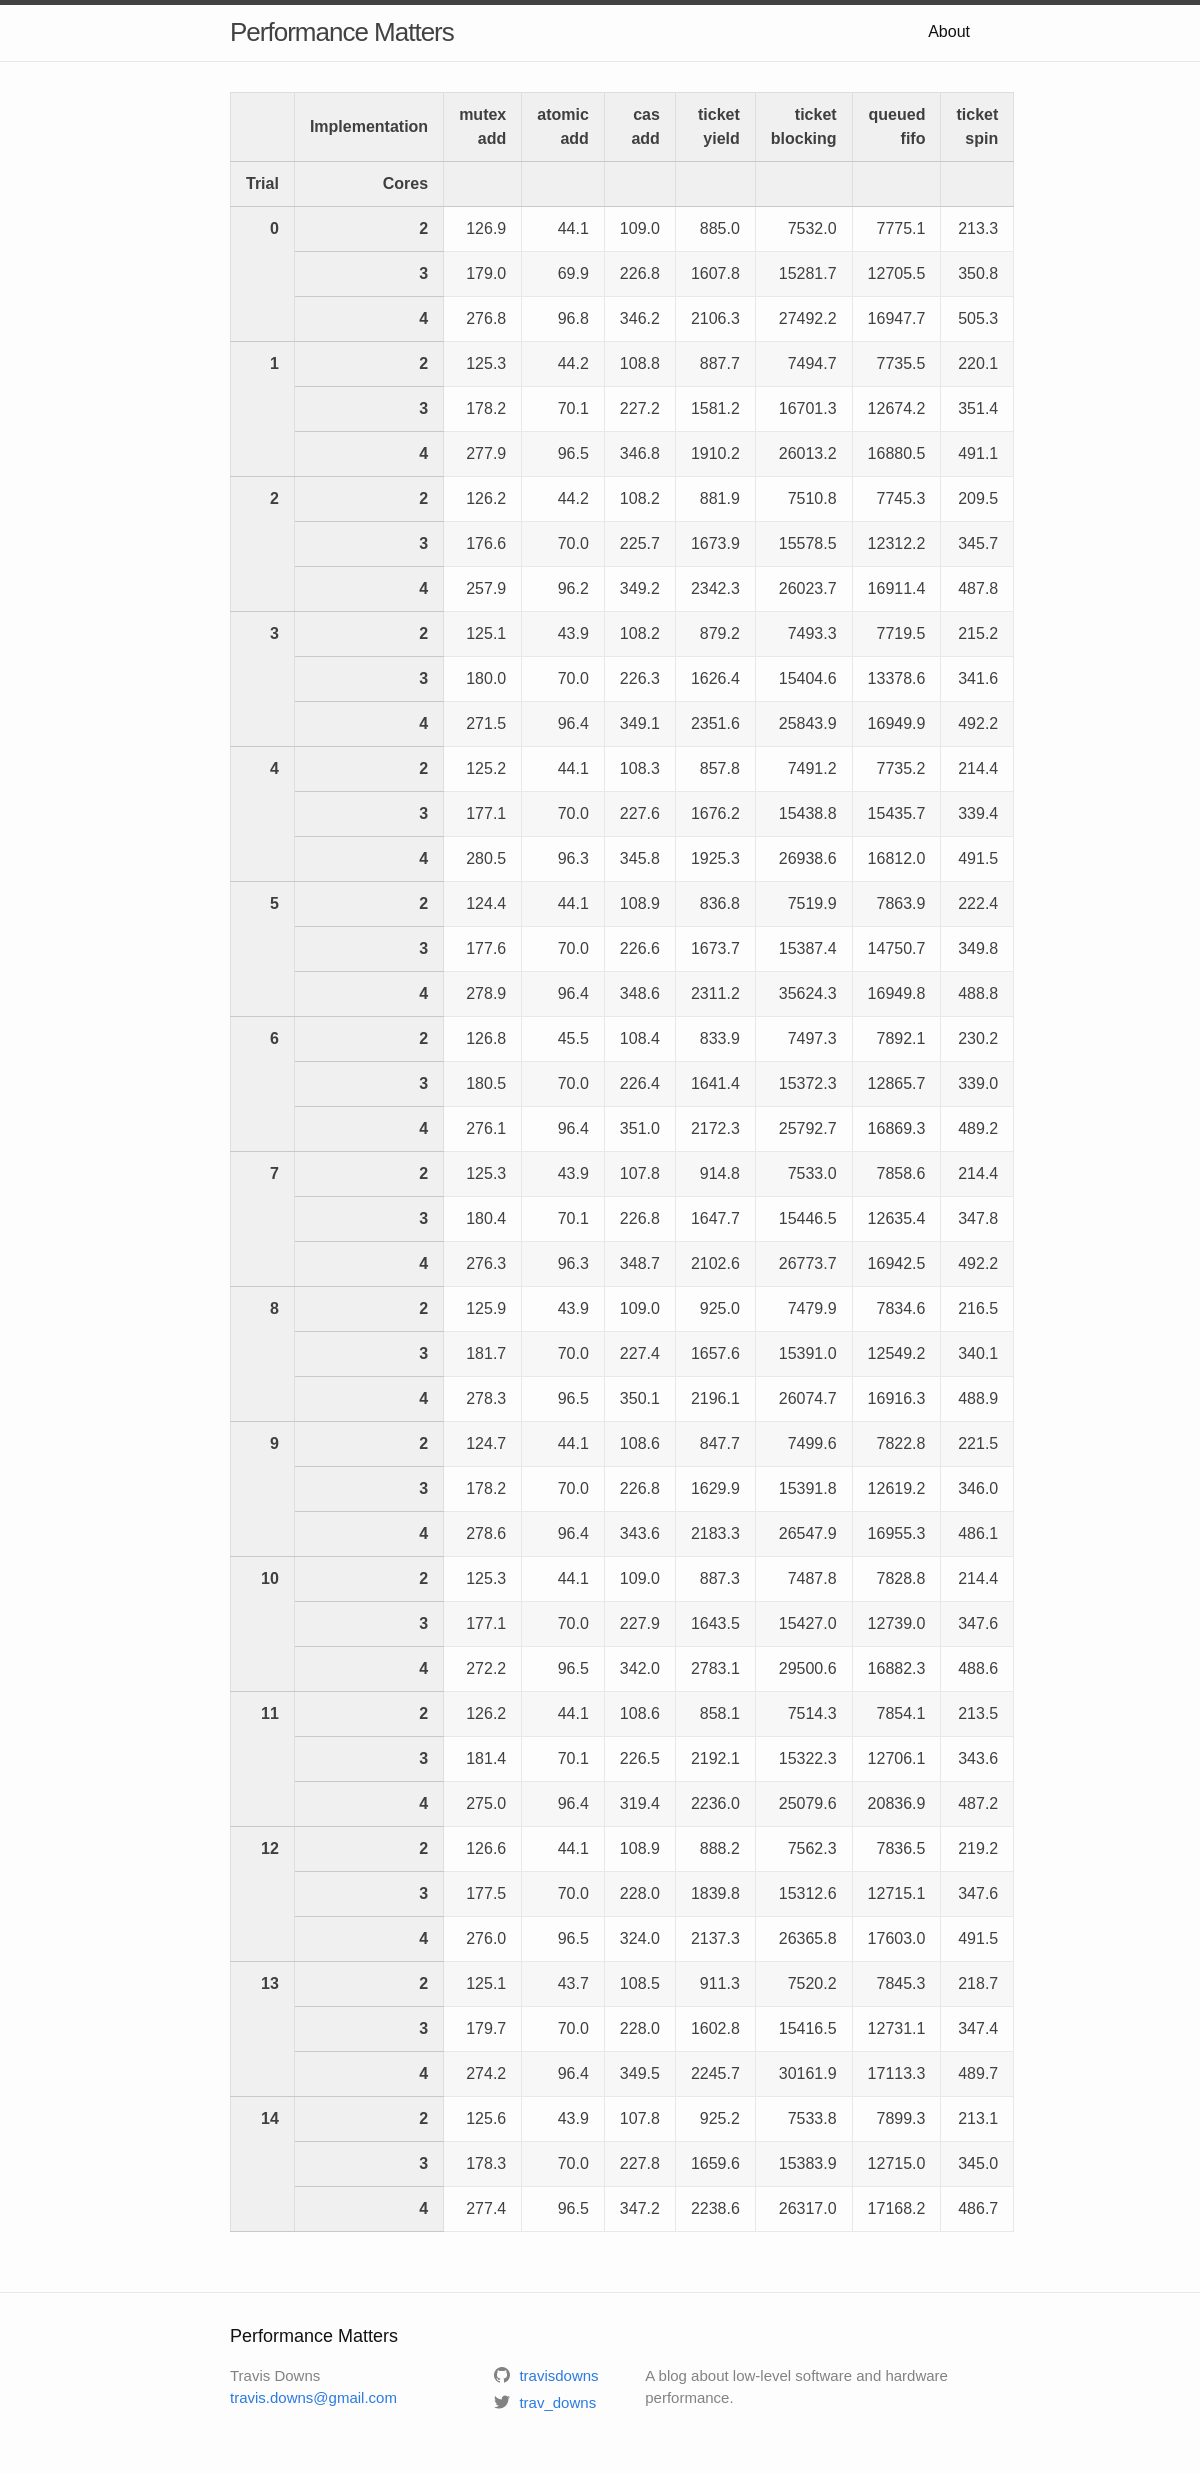 Performance Matters About
Implementation mutex add atomic add cas add ticket yield ticket blocking queued fifo ticket spin
Trial Cores
0 2 126.9 44.1 109.0 885.0 7532.0 7775.1 213.3
3 179.0 69.9 226.8 1607.8 15281.7 12705.5 350.8
4 276.8 96.8 346.2 2106.3 27492.2 16947.7 505.3
1 2 125.3 44.2 108.8 887.7 7494.7 7735.5 220.1
3 178.2 70.1 227.2 1581.2 16701.3 12674.2 351.4
4 277.9 96.5 346.8 1910.2 26013.2 16880.5 491.1
2 2 126.2 44.2 108.2 881.9 7510.8 7745.3 209.5
3 176.6 70.0 225.7 1673.9 15578.5 12312.2 345.7
4 257.9 96.2 349.2 2342.3 26023.7 16911.4 487.8
3 2 125.1 43.9 108.2 879.2 7493.3 7719.5 215.2
3 180.0 70.0 226.3 1626.4 15404.6 13378.6 341.6
4 271.5 96.4 349.1 2351.6 25843.9 16949.9 492.2
4 2 125.2 44.1 108.3 857.8 7491.2 7735.2 214.4
3 177.1 70.0 227.6 1676.2 15438.8 15435.7 339.4
4 280.5 96.3 345.8 1925.3 26938.6 16812.0 491.5
5 2 124.4 44.1 108.9 836.8 7519.9 7863.9 222.4
3 177.6 70.0 226.6 1673.7 15387.4 14750.7 349.8
4 278.9 96.4 348.6 2311.2 35624.3 16949.8 488.8
6 2 126.8 45.5 108.4 833.9 7497.3 7892.1 230.2
3 180.5 70.0 226.4 1641.4 15372.3 12865.7 339.0
4 276.1 96.4 351.0 2172.3 25792.7 16869.3 489.2
7 2 125.3 43.9 107.8 914.8 7533.0 7858.6 214.4
3 180.4 70.1 226.8 1647.7 15446.5 12635.4 347.8
4 276.3 96.3 348.7 2102.6 26773.7 16942.5 492.2
8 2 125.9 43.9 109.0 925.0 7479.9 7834.6 216.5
3 181.7 70.0 227.4 1657.6 15391.0 12549.2 340.1
4 278.3 96.5 350.1 2196.1 26074.7 16916.3 488.9
9 2 124.7 44.1 108.6 847.7 7499.6 7822.8 221.5
3 178.2 70.0 226.8 1629.9 15391.8 12619.2 346.0
4 278.6 96.4 343.6 2183.3 26547.9 16955.3 486.1
10 2 125.3 44.1 109.0 887.3 7487.8 7828.8 214.4
3 177.1 70.0 227.9 1643.5 15427.0 12739.0 347.6
4 272.2 96.5 342.0 2783.1 29500.6 16882.3 488.6
11 2 126.2 44.1 108.6 858.1 7514.3 7854.1 213.5
3 181.4 70.1 226.5 2192.1 15322.3 12706.1 343.6
4 275.0 96.4 319.4 2236.0 25079.6 20836.9 487.2
12 2 126.6 44.1 108.9 888.2 7562.3 7836.5 219.2
3 177.5 70.0 228.0 1839.8 15312.6 12715.1 347.6
4 276.0 96.5 324.0 2137.3 26365.8 17603.0 491.5
13 2 125.1 43.7 108.5 911.3 7520.2 7845.3 218.7
3 179.7 70.0 228.0 1602.8 15416.5 12731.1 347.4
4 274.2 96.4 349.5 2245.7 30161.9 17113.3 489.7
14 2 125.6 43.9 107.8 925.2 7533.8 7899.3 213.1
3 178.3 70.0 227.8 1659.6 15383.9 12715.0 345.0
4 277.4 96.5 347.2 2238.6 26317.0 17168.2 486.7
Performance Matters
Travis Downs
travis.downs@gmail.com
travisdowns
trav_downs
A blog about low-level software and hardware
performance.